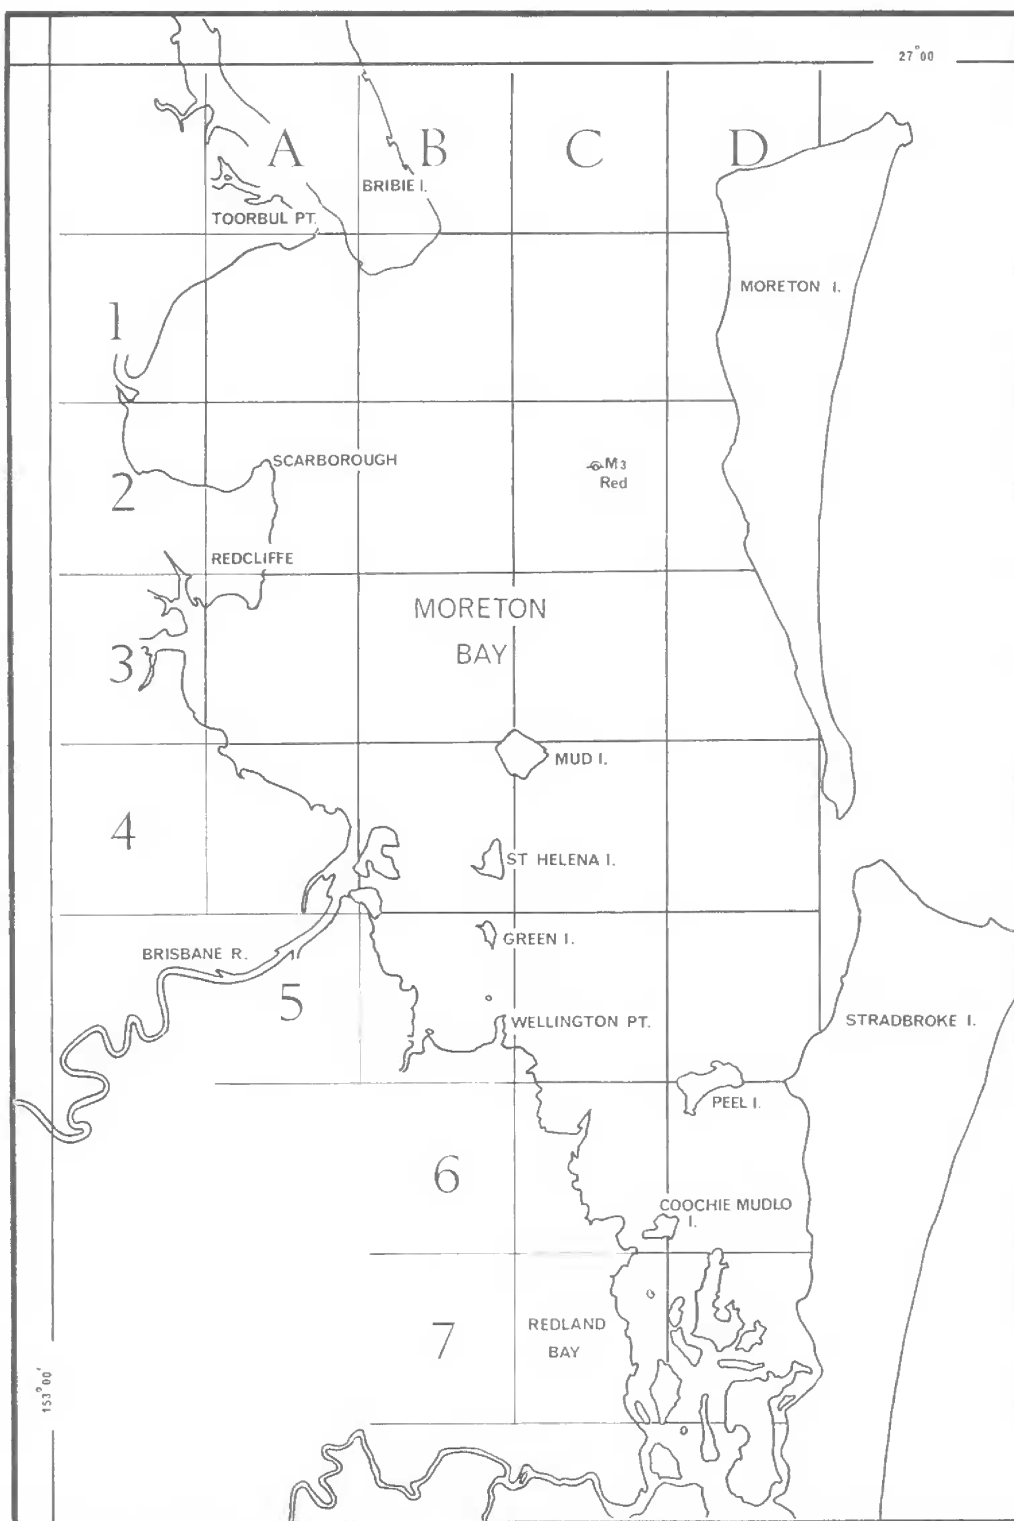 27°00
A
B
C
D
BRIBIE I.
TOORBUL PT.
MORETON I.
1
SCARBOROUGH
M3
Red
2
REDCLIFFE
MORETON
BAY
3
MUD I.
4
ST HELENA I.
GREEN I.
BRISBANE R.
5
WELLINGTON PT.
STRADBROKE I.
PEEL I.
6
COOCHIE MUDLO
I.
REDLAND
BAY
7
153°00'